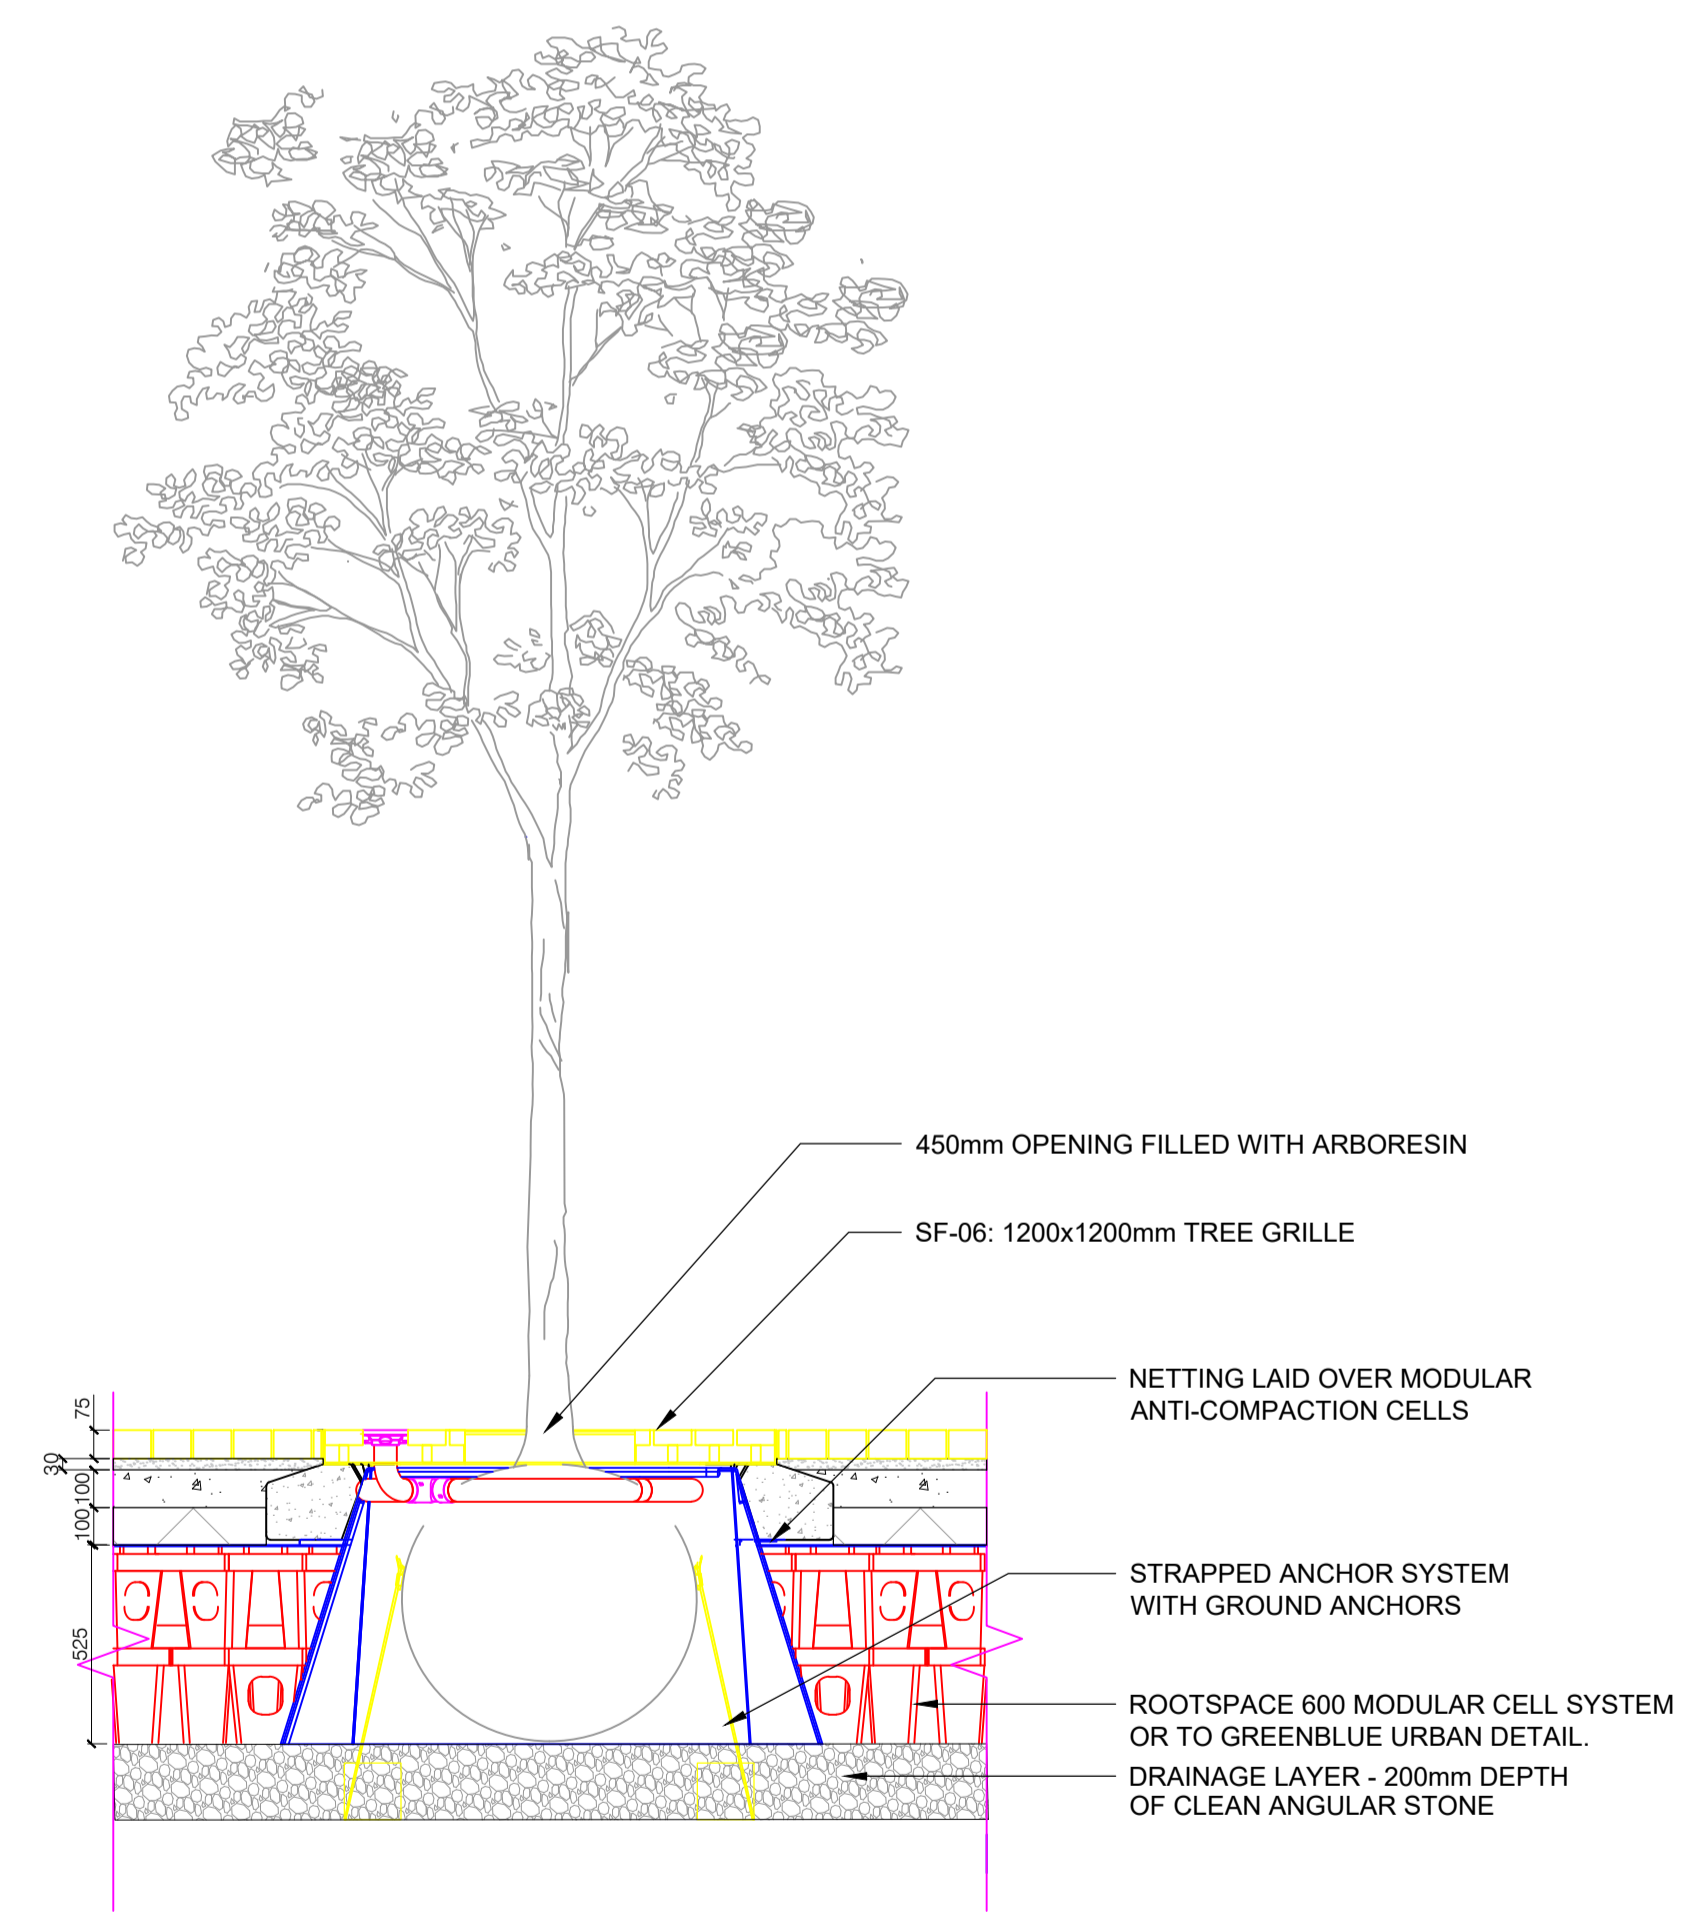 450mm OPENING FILLED WITH ARBORESIN
SF-06: 1200x1200mm TREE GRILLE
NETTING LAID OVER MODULAR
ANTI-COMPACTION CELLS
STRAPPED ANCHOR SYSTEM
WITH GROUND ANCHORS
ROOTSPACE 600 MODULAR CELL SYSTEM
OR TO GREENBLUE URBAN DETAIL.
DRAINAGE LAYER - 200mm DEPTH
OF CLEAN ANGULAR STONE
75
30
100
100
525